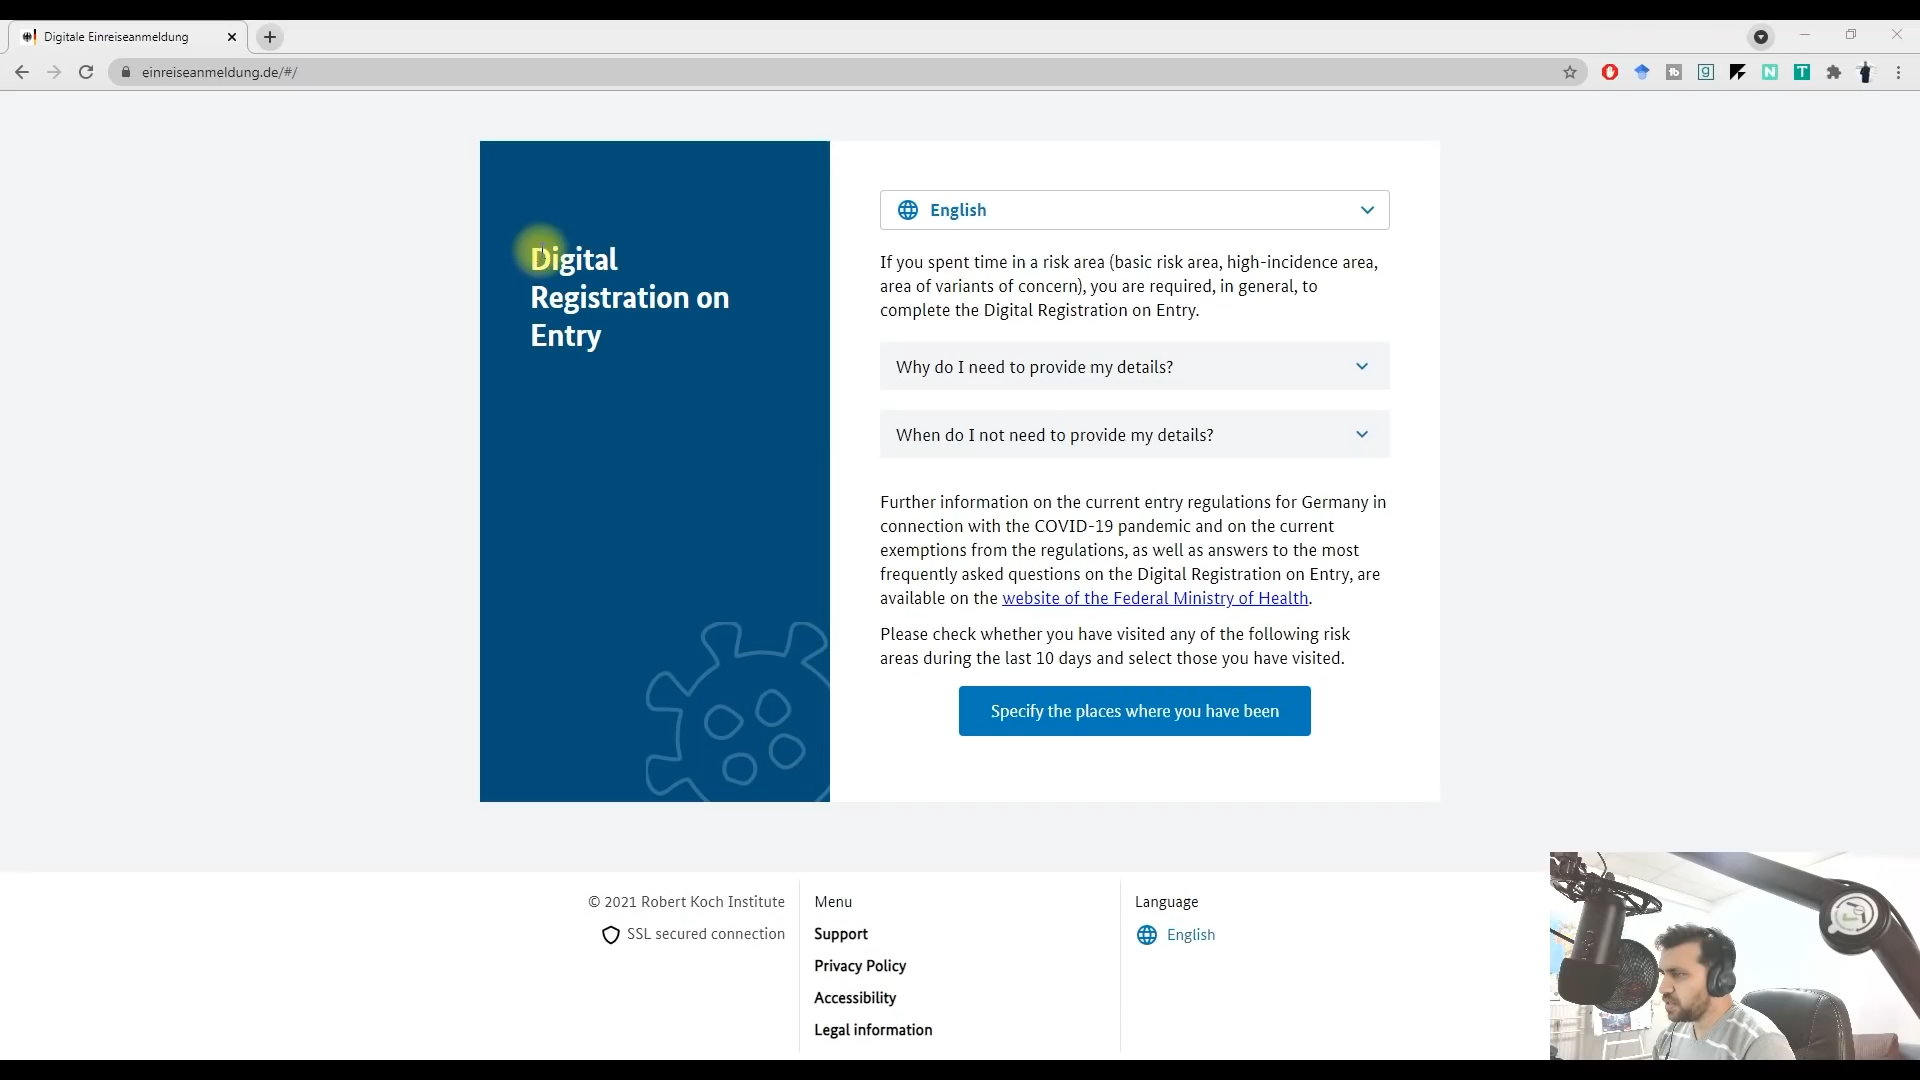 Digitale Einreiseanmeldung
einreiseanmeldung.de/#/
English
Digital
Registration on
Entry
If you spent time in a risk area (basic risk area, high-incidence area,
area of variants of concern), you are required, in general, to
complete the Digital Registration on Entry.
Why do I need to provide my details?
When do I not need to provide my details?
Further information on the current entry regulations for Germany in
connection with the COVID-19 pandemic and on the current
exemptions from the regulations, as well as answers to the most
frequently asked questions on the Digital Registration on Entry, are
available on the website of the Federal Ministry of Health.
Please check whether you have visited any of the following risk
areas during the last 10 days and select those you have visited.
Specify the places where you have been
© 2021 Robert Koch Institute
SSL secured connection
Menu
Support
Privacy Policy
Accessibility
Legal information
Language
English